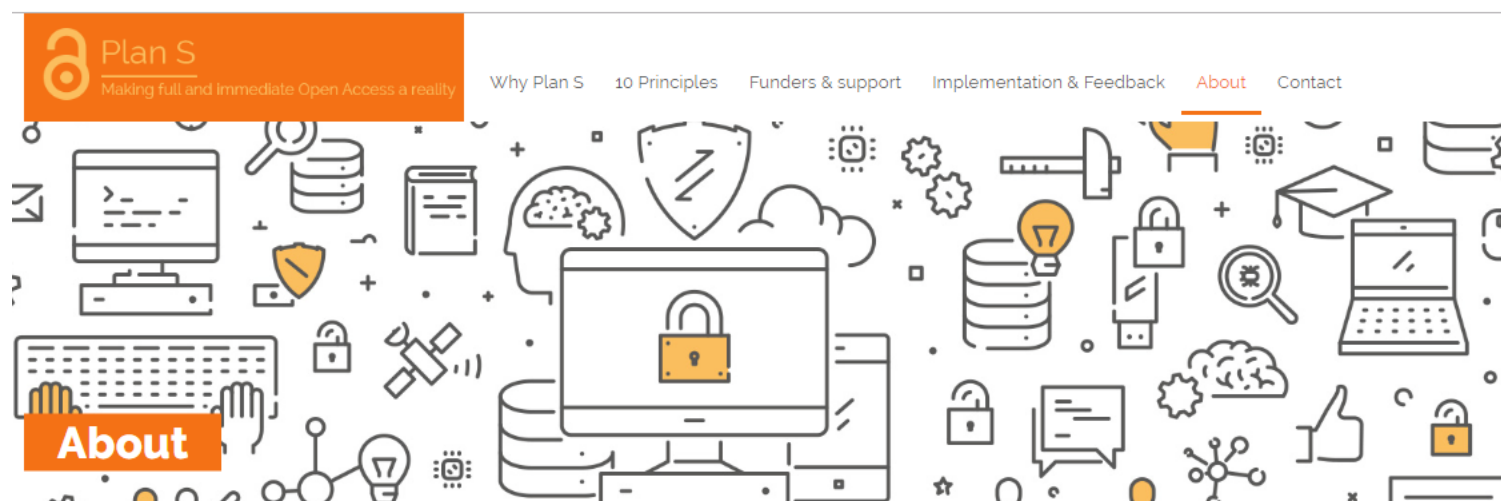 Plan S
Making full and immediate Open Access a reality
Why Plan S 10 Principles Funders & support Implementation & Feedback About Contact
About